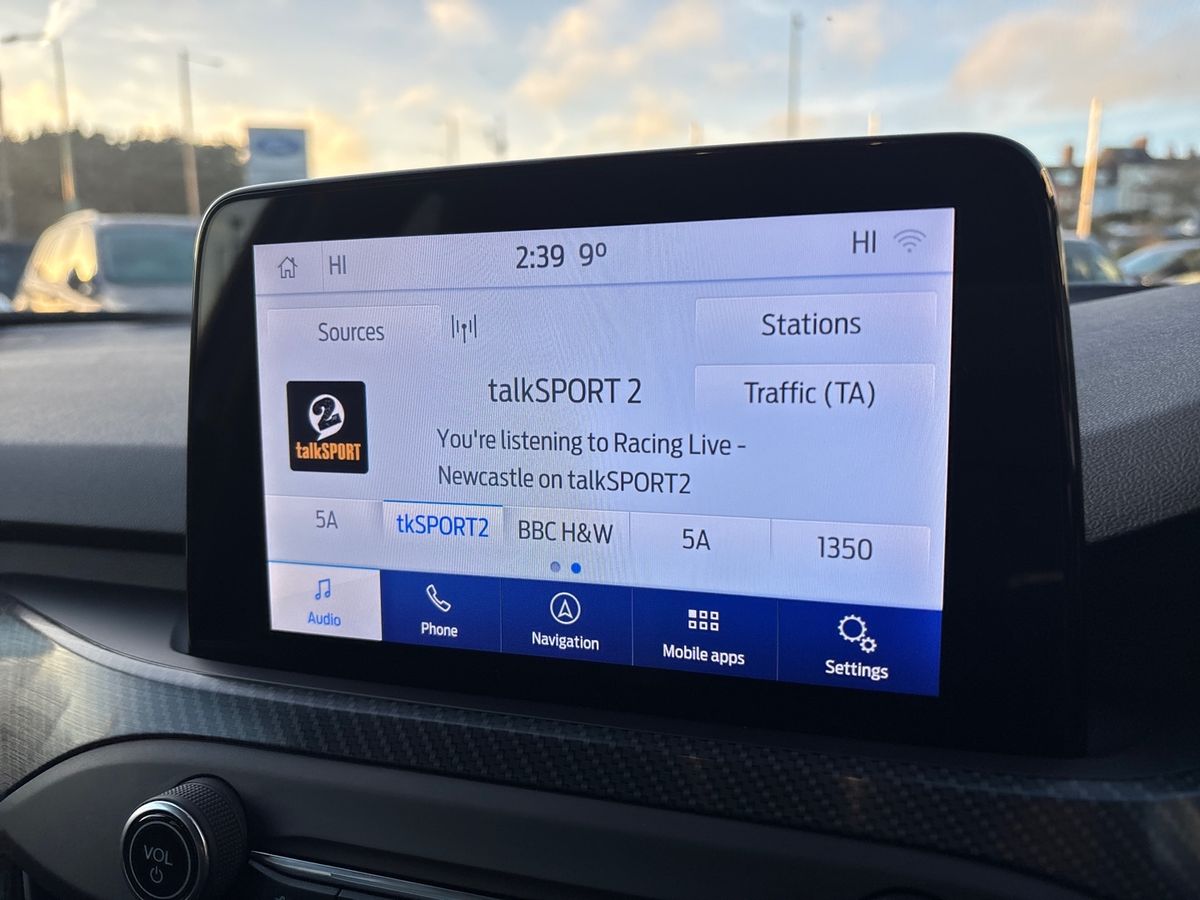 HI
2:39 9º
HI
Sources
Stations
talkSPORT 2
Traffic (TA)
2
talkSPORT
You're listening to Racing Live -
Newcastle on talkSPORT2
5A
tkSPORT2
BBC H&W
5A
1350
Audio
Phone
Navigation
Mobile apps
Settings
VOL